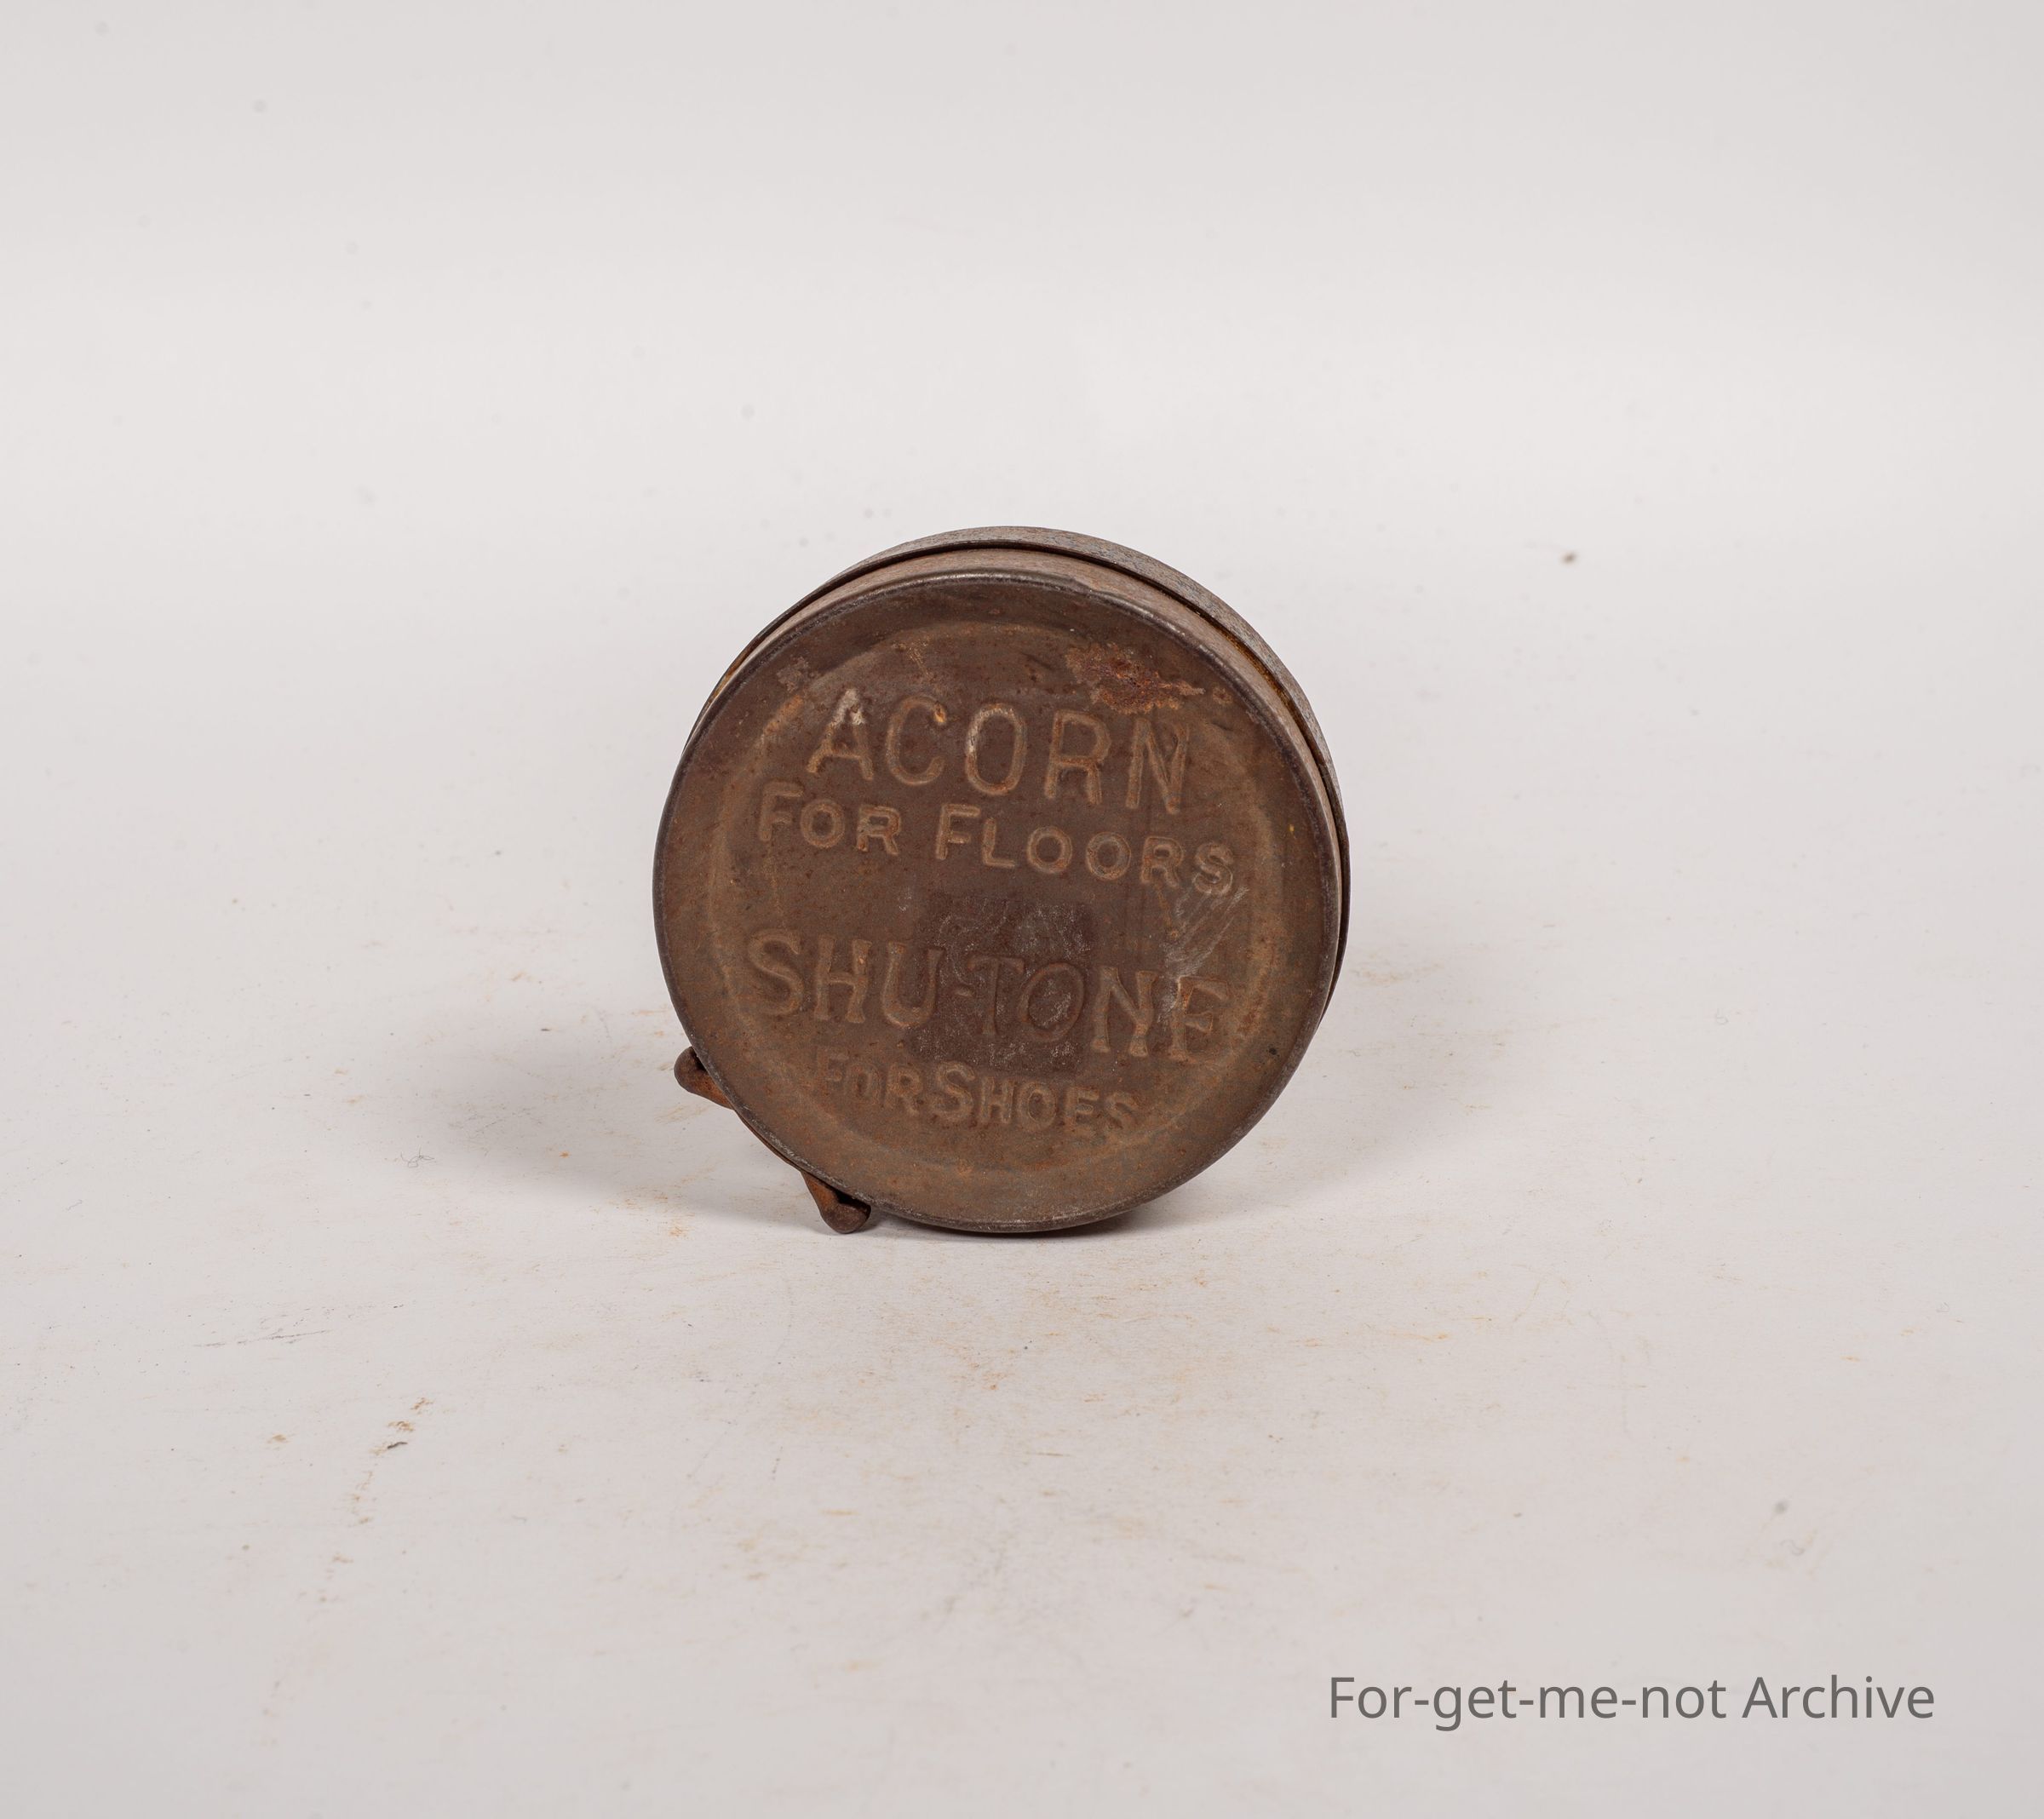 ACORN
FOR FLOORS
SHU-TONE
FOR SHOES
For-get-me-not Archive